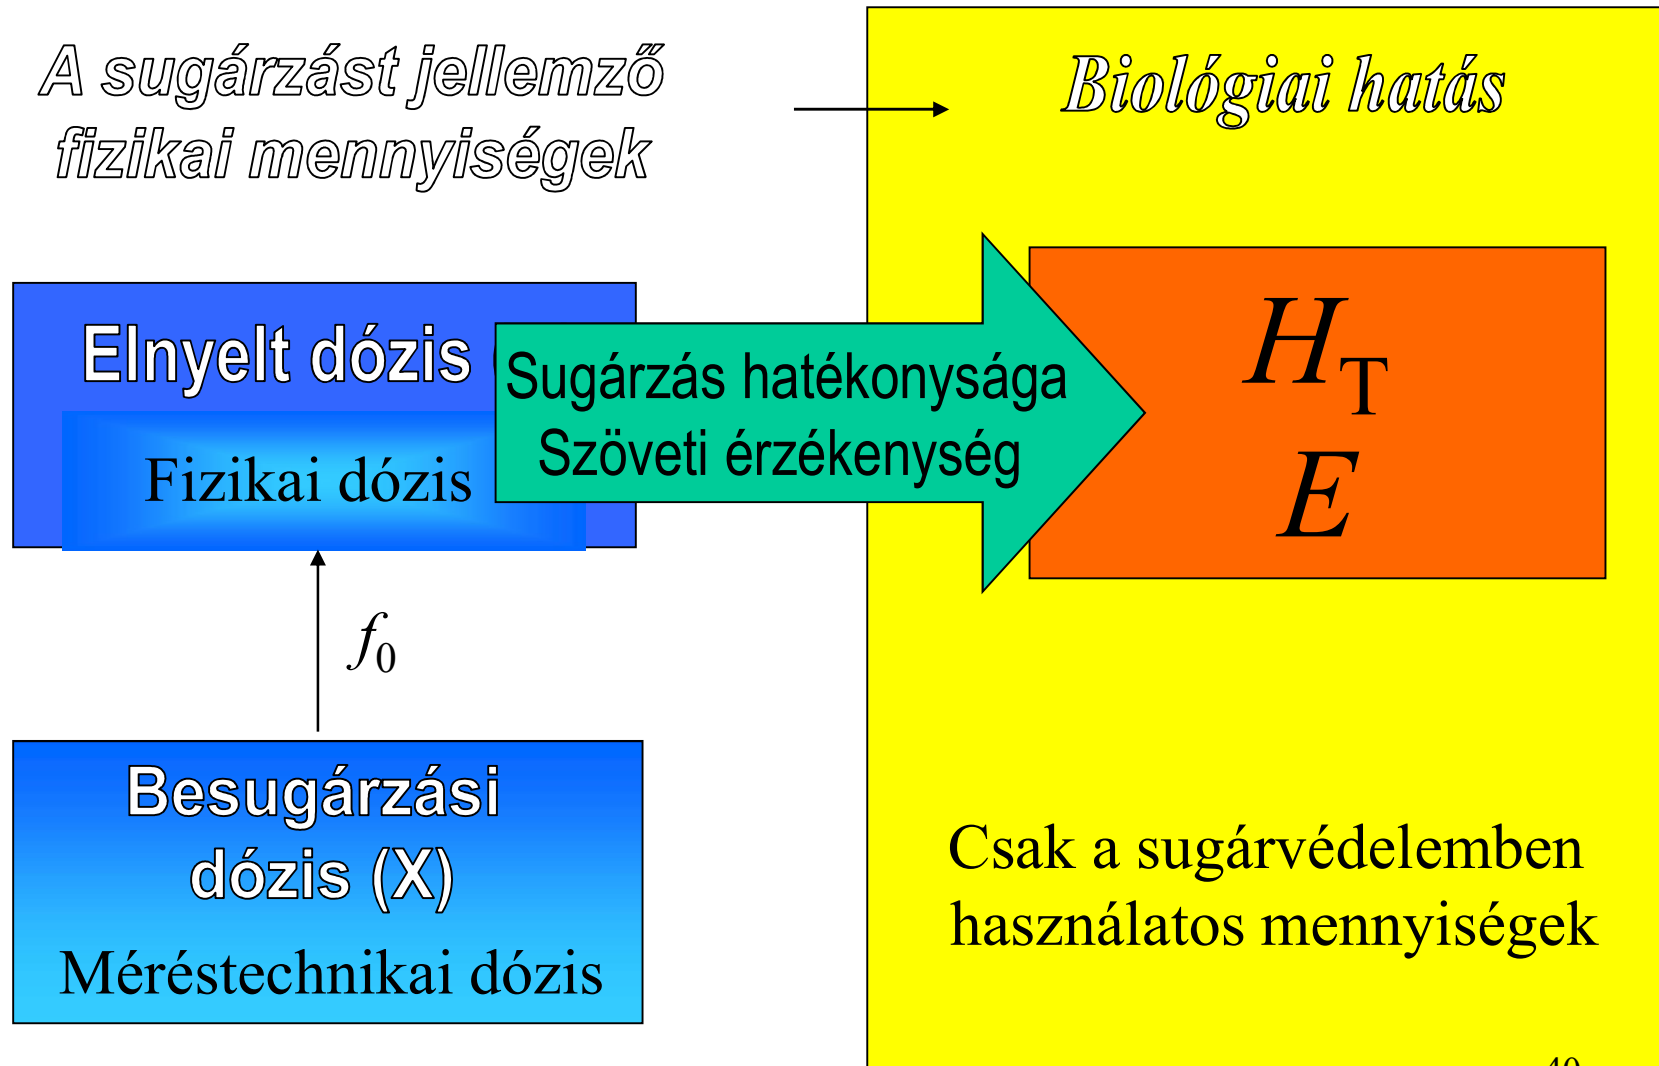 A sugárzást jellemző
fizikai mennyiségek
Biológiai hatás
Elnyelt dózis (
Fizikai dózis
Sugárzás hatékonysága
Szöveti érzékenység
H_T
E
f_0
Besugárzási
dózis (X)
Méréstechnikai dózis
Csak a sugárvédelemben
használatos mennyiségek